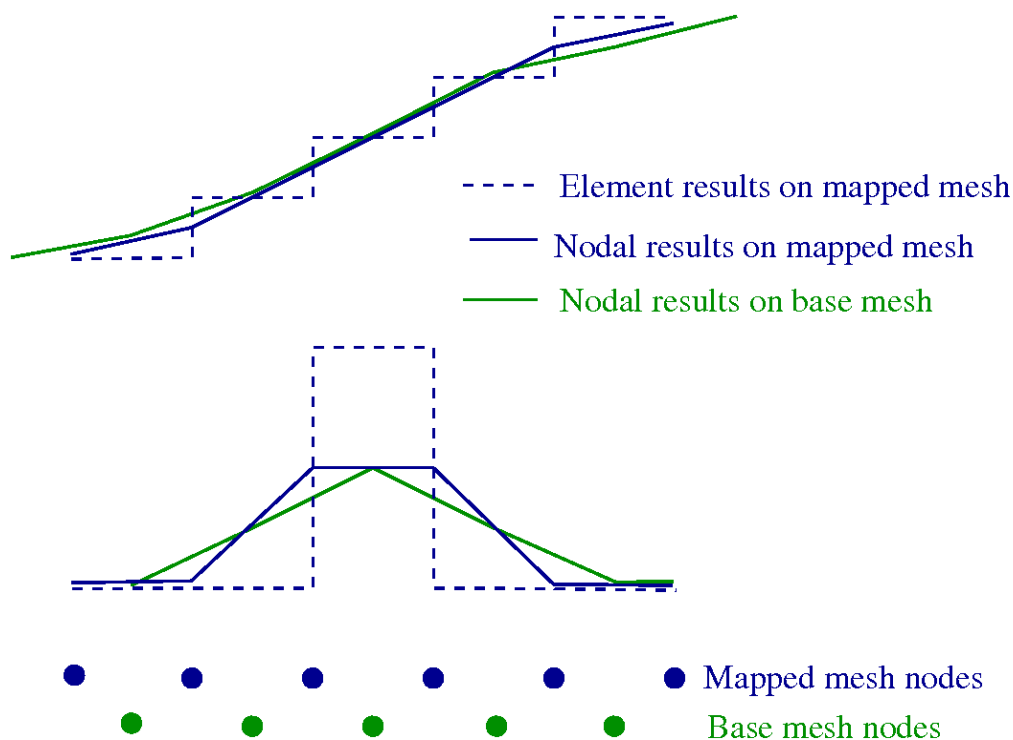 Element results on mapped mesh
Nodal results on mapped mesh
Nodal results on base mesh
Mapped mesh nodes
Base mesh nodes